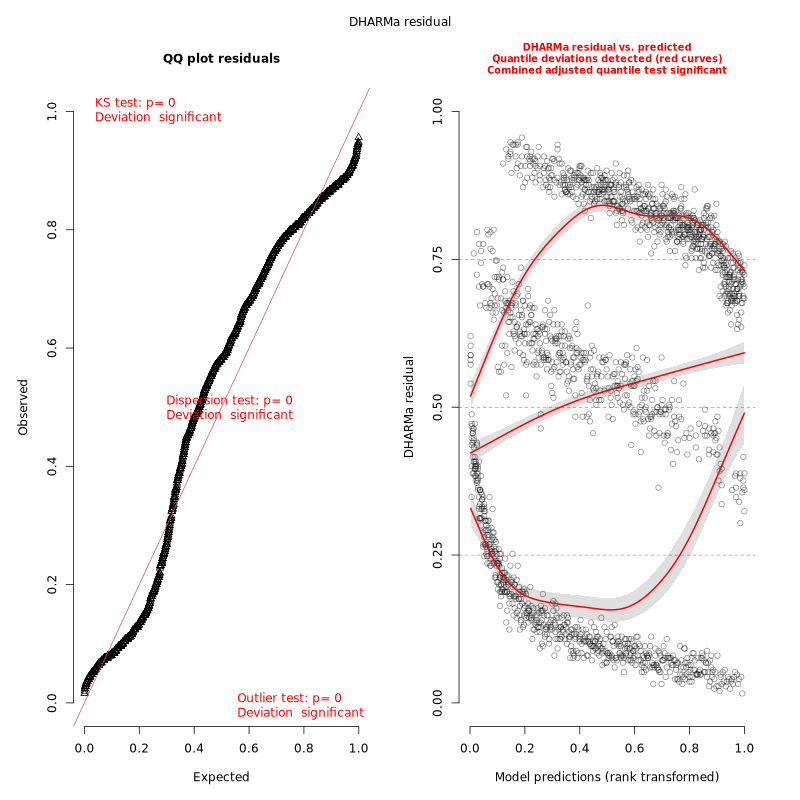 DHARMa residual
QQ plot residuals
KS test: p= 0
Deviation  significant
Dispersion test: p= 0
Deviation  significant
Outlier test: p= 0
Deviation  significant
Observed
0.0
0.2
0.4
0.6
0.8
1.0
0.0
0.2
0.4
0.6
0.8
1.0
Expected
DHARMa residual vs. predicted
Quantile deviations detected (red curves)
Combined adjusted quantile test significant
DHARMa residual
0.00
0.25
0.50
0.75
1.00
0.0
0.2
0.4
0.6
0.8
1.0
Model predictions (rank transformed)